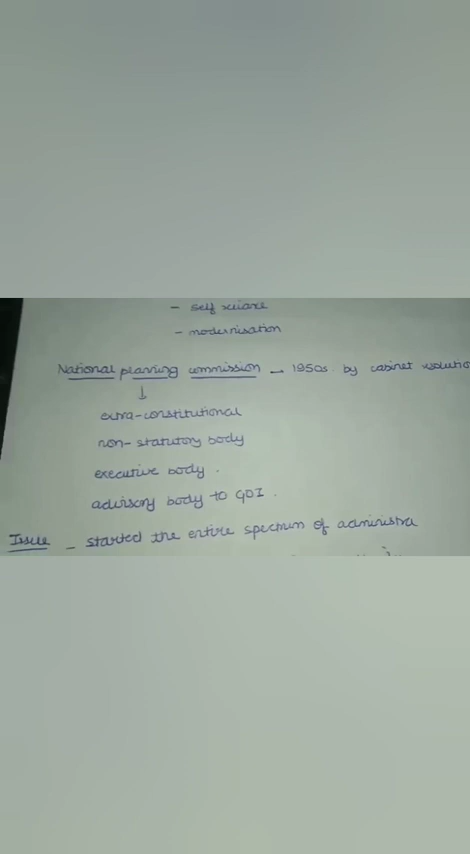 - self reliane
- modernisation
National planning commission - 1950s by cabinet resolutio
↓
extra-constitutional
non-statutory body
executive body.
advisory body to GOI.
Issue - started the entire spectrum of administra